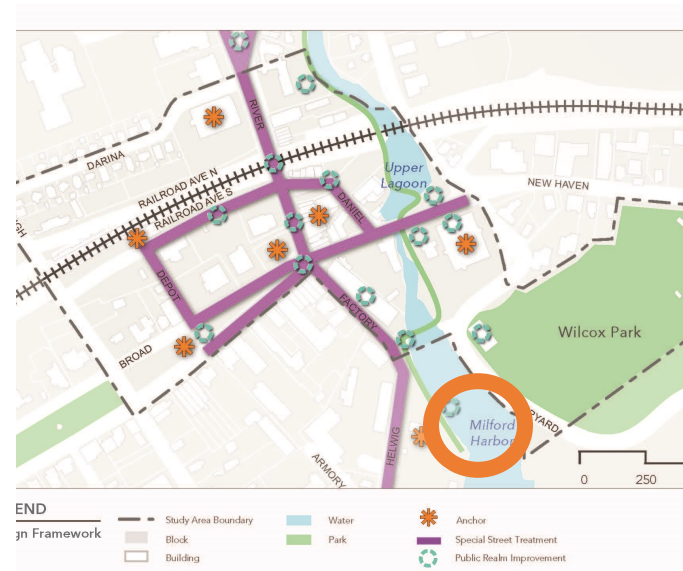 RIVER
DARINA
RAILROAD AVE N
RAILROAD AVE S
Upper
Lagoon
NEW HAVEN
DANIEL
GH
DEPOT
FACTORY
BROAD
Wilcox Park
Milford
Harbor
YARD
HELWIG
ARMORY
0 250
END
gn Framework
Study Area Boundary
Block
Building
Water
Park
Anchor
Special Street Treatment
Public Realm Improvement